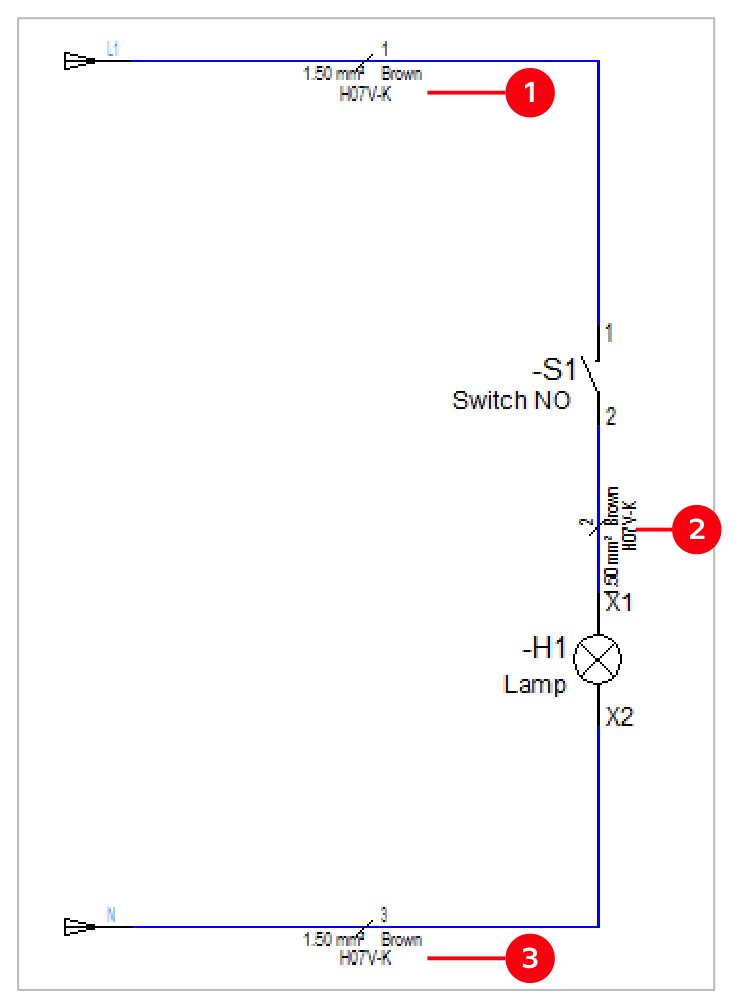 L1
1
1.50 mm² Brown
H07V-K
1
1
-S1
Switch NO
2
2
1.50 mm² Brown
H07V-K
2
X1
-H1
Lamp
X2
N
3
1.50 mm² Brown
H07V-K
3